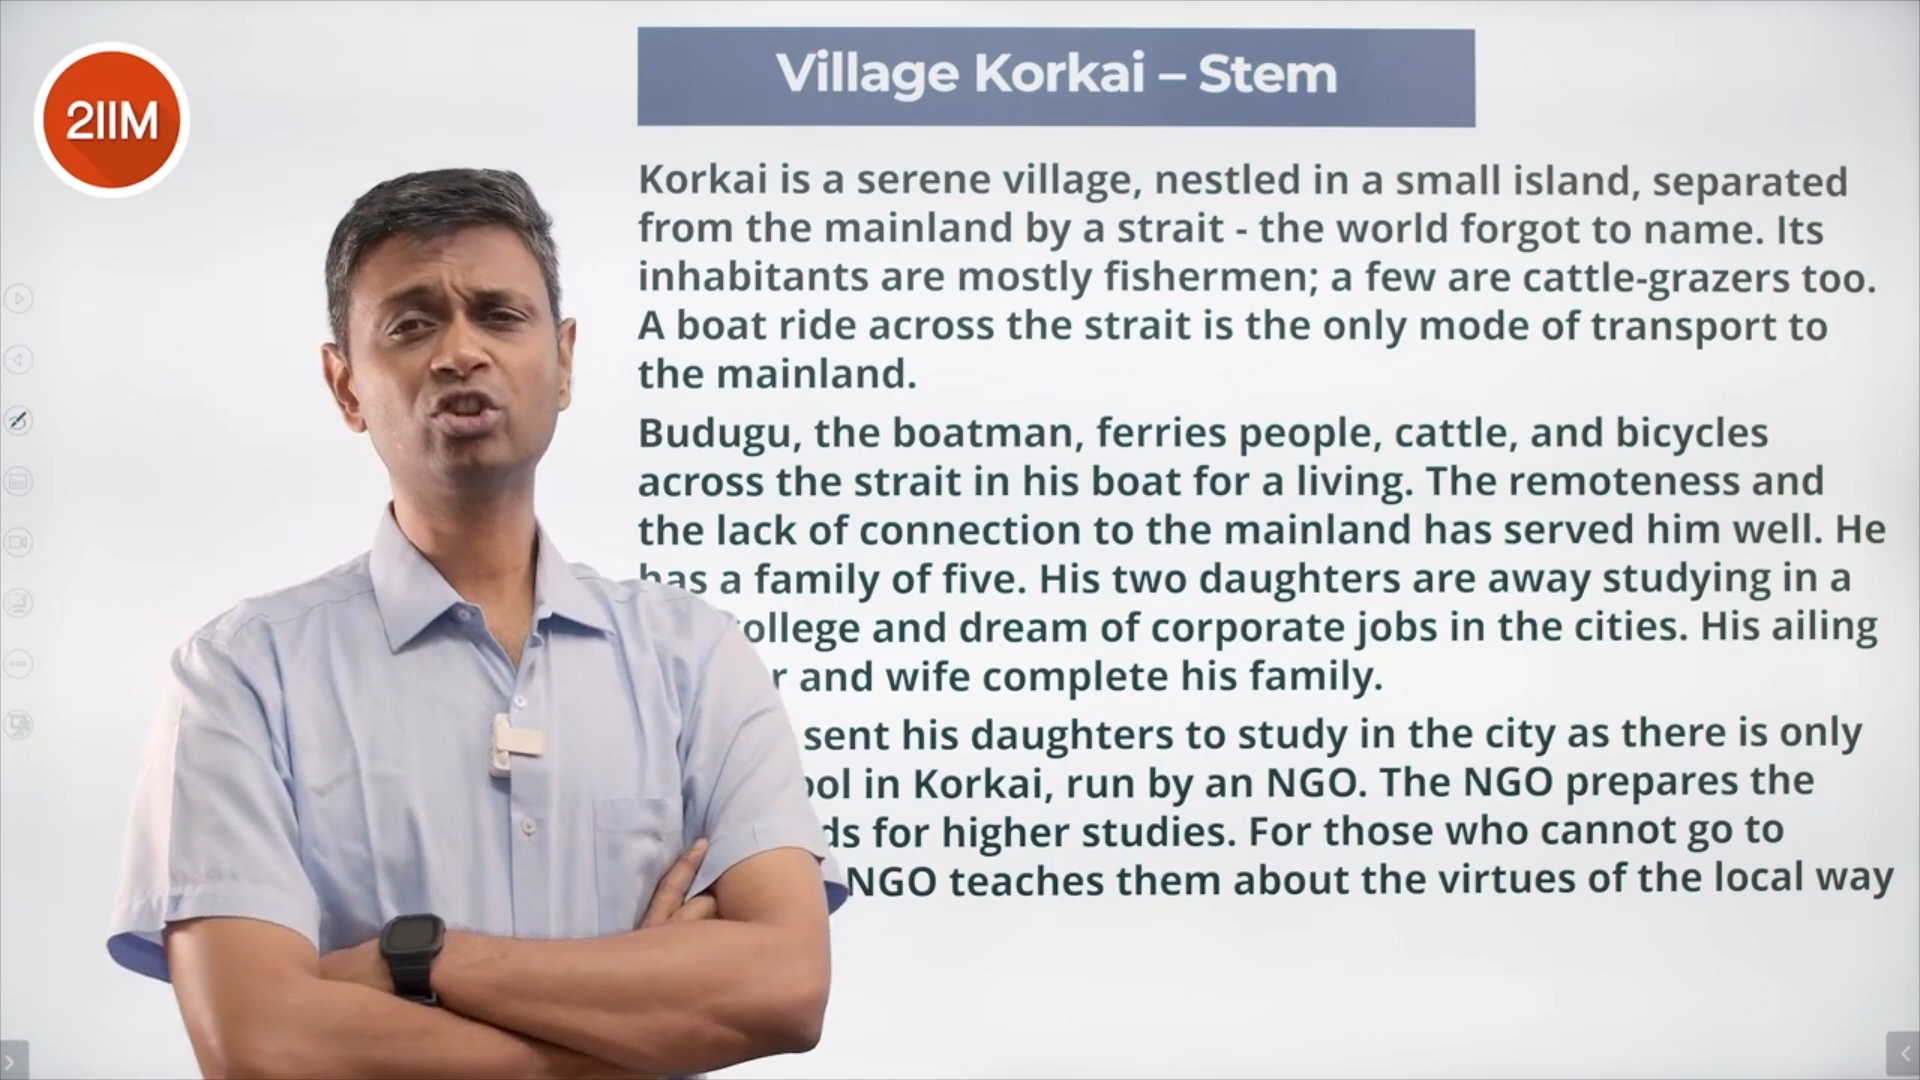 2IIM
Village Korkai – Stem
Korkai is a serene village, nestled in a small island, separated
from the mainland by a strait - the world forgot to name. Its
inhabitants are mostly fishermen; a few are cattle-grazers too.
A boat ride across the strait is the only mode of transport to
the mainland.
Budugu, the boatman, ferries people, cattle, and bicycles
across the strait in his boat for a living. The remoteness and
the lack of connection to the mainland has served him well. He
has a family of five. His two daughters are away studying in a
and dream of corporate jobs in the cities. His ailing
and wife complete his family.
sent his daughters to study in the city as there is only
in Korkai, run by an NGO. The NGO prepares the
for higher studies. For those who cannot go to
NGO teaches them about the virtues of the local way